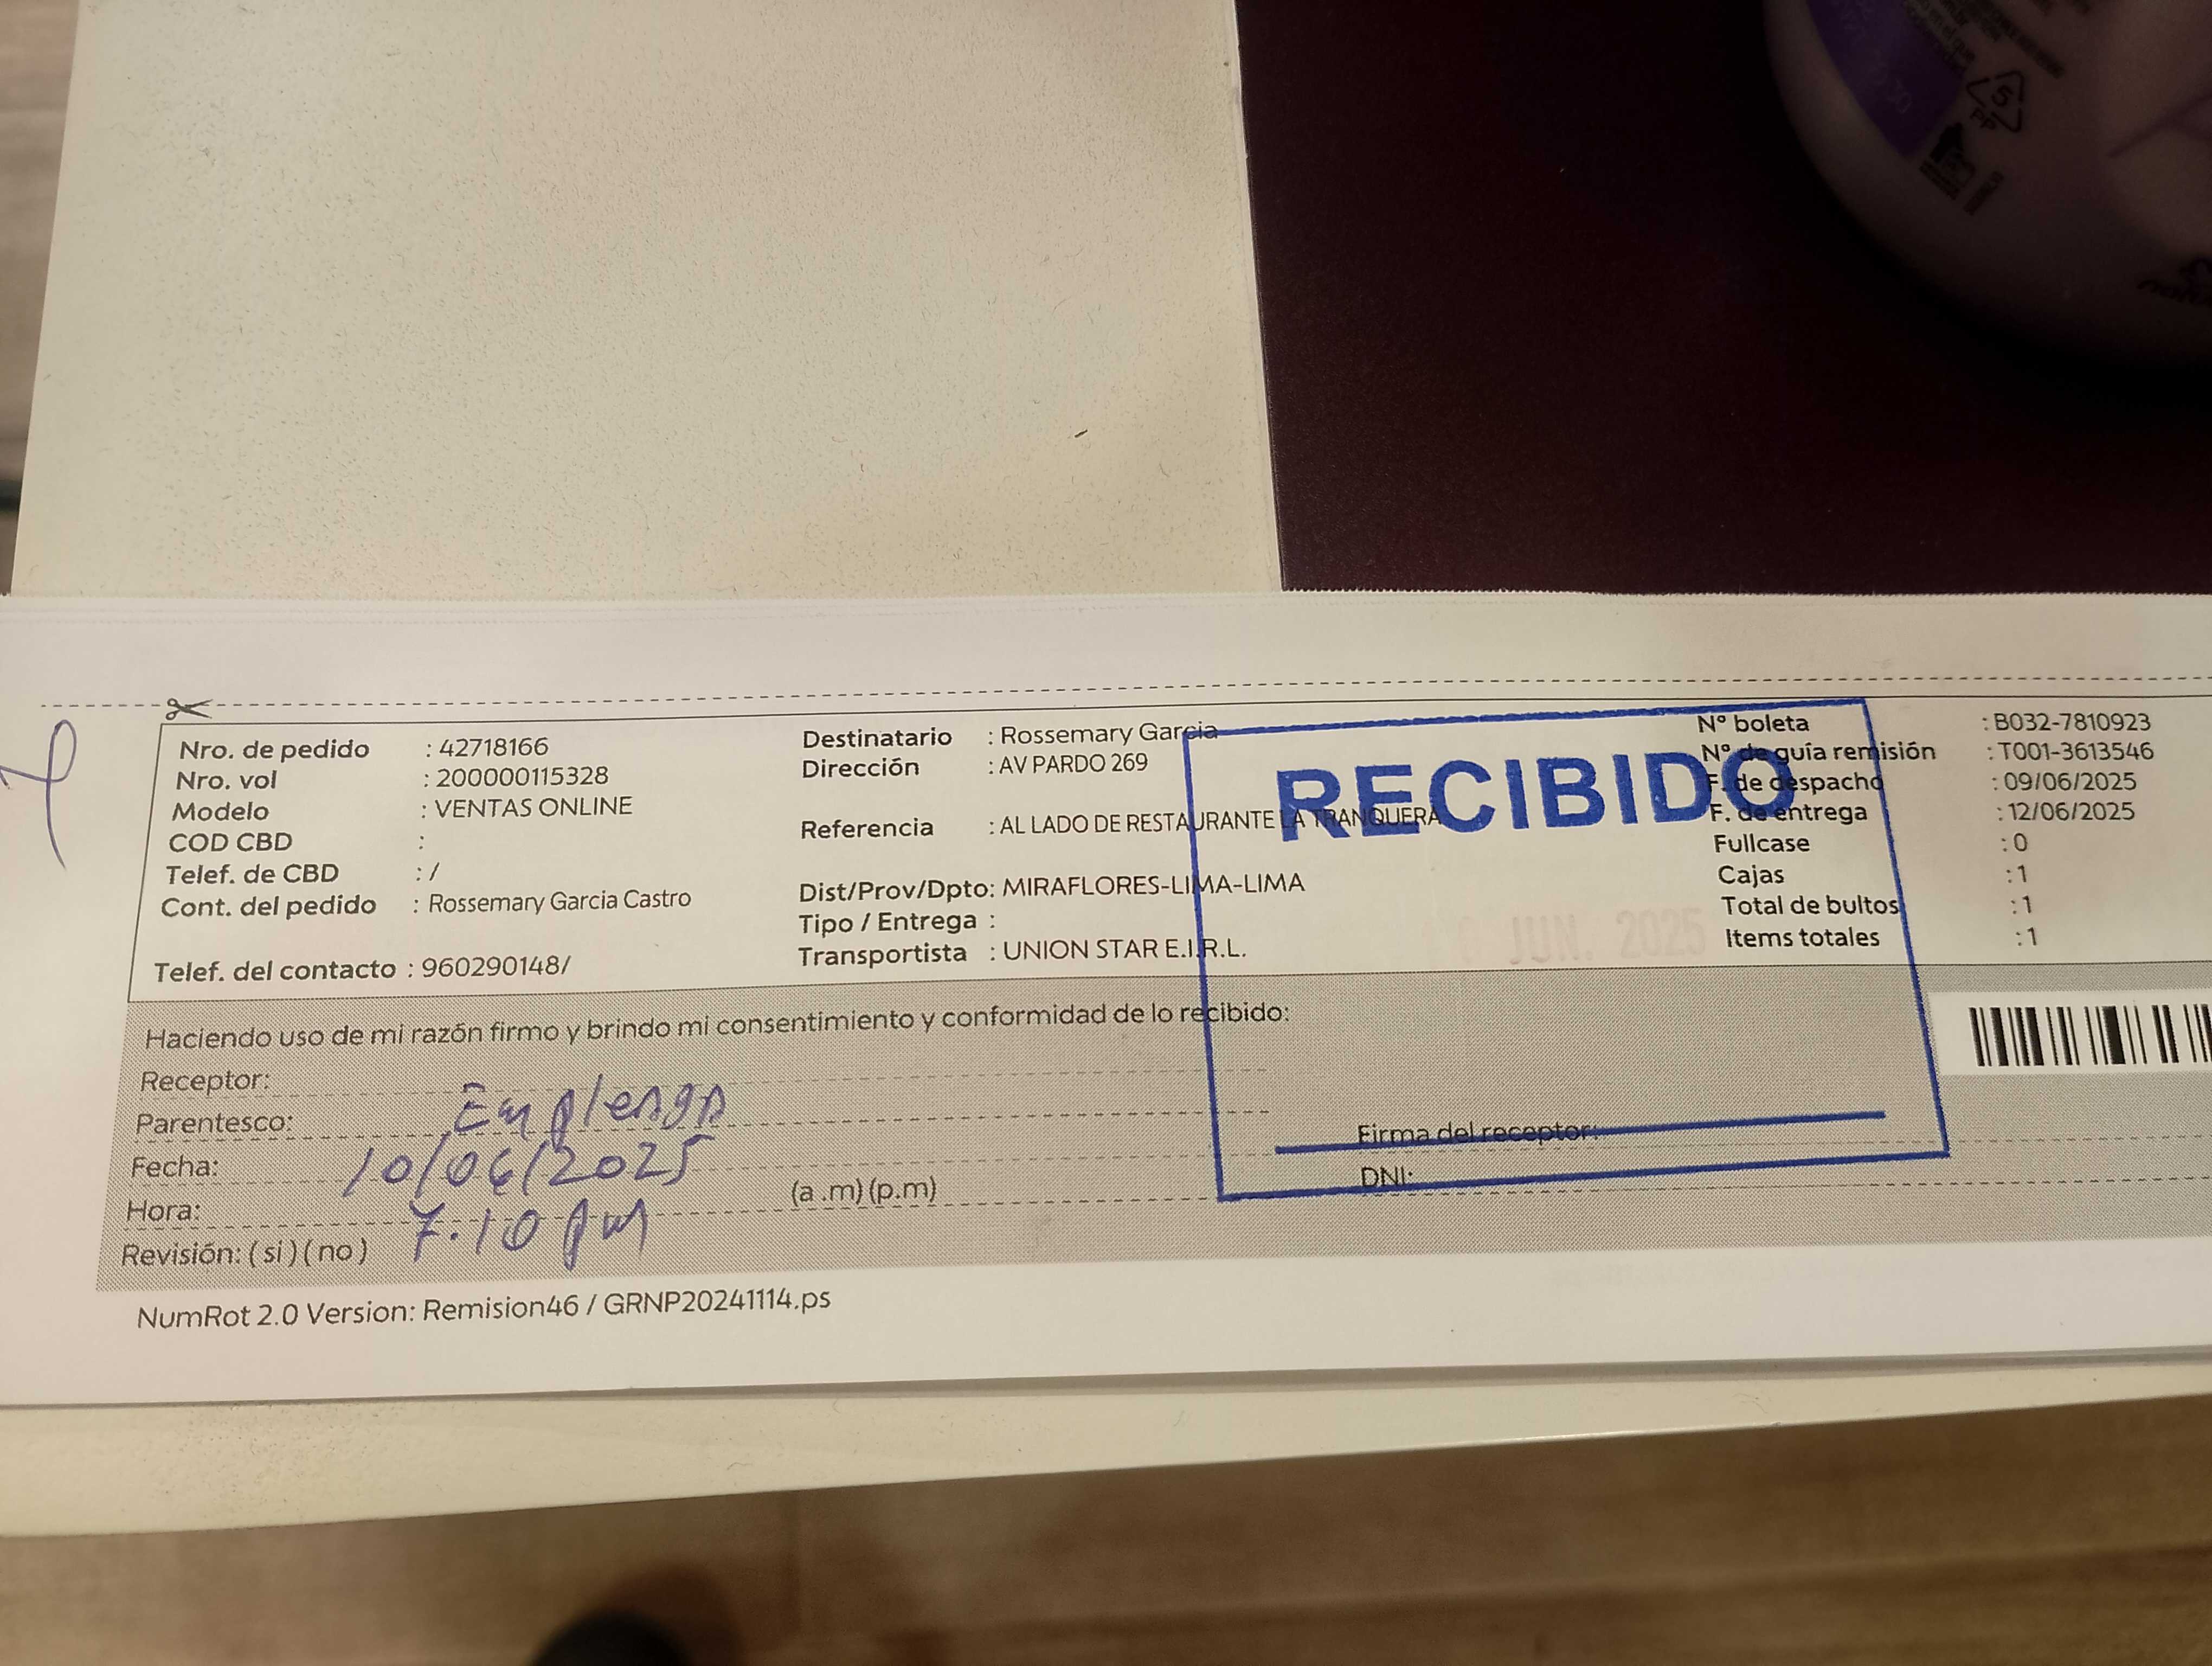 Nro. de pedido : 42718166
Nro. vol : 200000115328
Modelo : VENTAS ONLINE
COD CBD :
Telef. de CBD : /
Cont. del pedido : Rossemary Garcia Castro
Telef. del contacto : 960290148/
Destinatario : Rossemary Garcia
Dirección : AV PARDO 269
Referencia : AL LADO DE RESTAURANTE LA TRANQUERA
Dist/Prov/Dpto: MIRAFLORES-LIMA-LIMA
Tipo / Entrega :
Transportista : UNION STAR E.I.R.L.
RECIBIDO
JUN. 2025
Nº boleta : B032-7810923
Nº de guía remisión : T001-3613546
F. de despacho : 09/06/2025
F. de entrega : 12/06/2025
Fullcase : 0
Cajas : 1
Total de bultos : 1
Items totales : 1
Haciendo uso de mi razón firmo y brindo mi consentimiento y conformidad de lo recibido:
Receptor:
Parentesco:
Fecha: 10/06/2025
Hora: 7.10 pm (a .m) (p.m)
Revisión: ( si ) ( no )
Firma del receptor:
DNI:
NumRot 2.0 Version: Remision46 / GRNP20241114.ps
5
PP